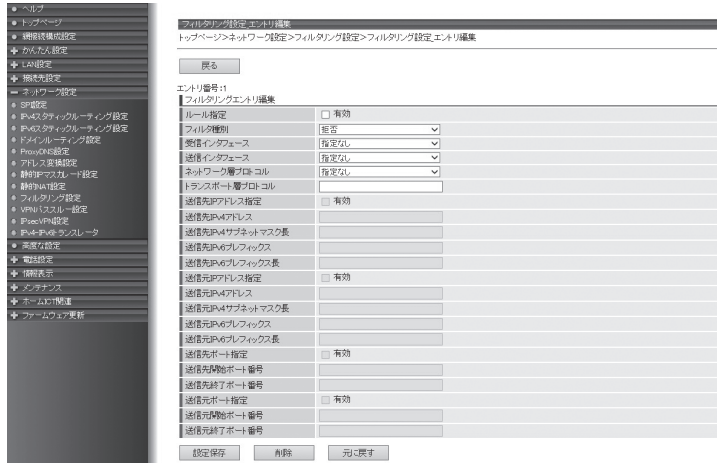 ヘルプ
トップページ
網接続構成設定
かんたん設定
LAN設定
接続先設定
ネットワーク設定
SPI設定
IPv4スタティックルーティング設定
IPv6スタティックルーティング設定
ドメインルーティング設定
ProxyDNS設定
アドレス変換設定
静的IPマスカレード設定
静的NAT設定
フィルタリング設定
VPNパススルー設定
IPsecVPN設定
IPv4-IPv6トランスレータ
高度な設定
電話設定
情報表示
メンテナンス
ホームIOT関連
ファームウェア更新
フィルタリング設定_エントリ編集
トップページ>ネットワーク設定>フィルタリング設定>フィルタリング設定_エントリ編集
戻る
エントリ番号:1
フィルタリングエントリ編集
ルール指定 有効
フィルタ種別 拒否
受信インタフェース 指定なし
送信インタフェース 指定なし
ネットワーク層プロトコル 指定なし
トランスポート層プロトコル
送信先IPアドレス指定 有効
送信先IPv4アドレス
送信先IPv4サブネットマスク長
送信先IPv6プレフィックス
送信先IPv6プレフィックス長
送信元IPアドレス指定 有効
送信元IPv4アドレス
送信元IPv4サブネットマスク長
送信元IPv6プレフィックス
送信元IPv6プレフィックス長
送信先ポート指定 有効
送信先開始ポート番号
送信先終了ポート番号
送信元ポート指定 有効
送信元開始ポート番号
送信元終了ポート番号
設定保存 削除 元に戻す